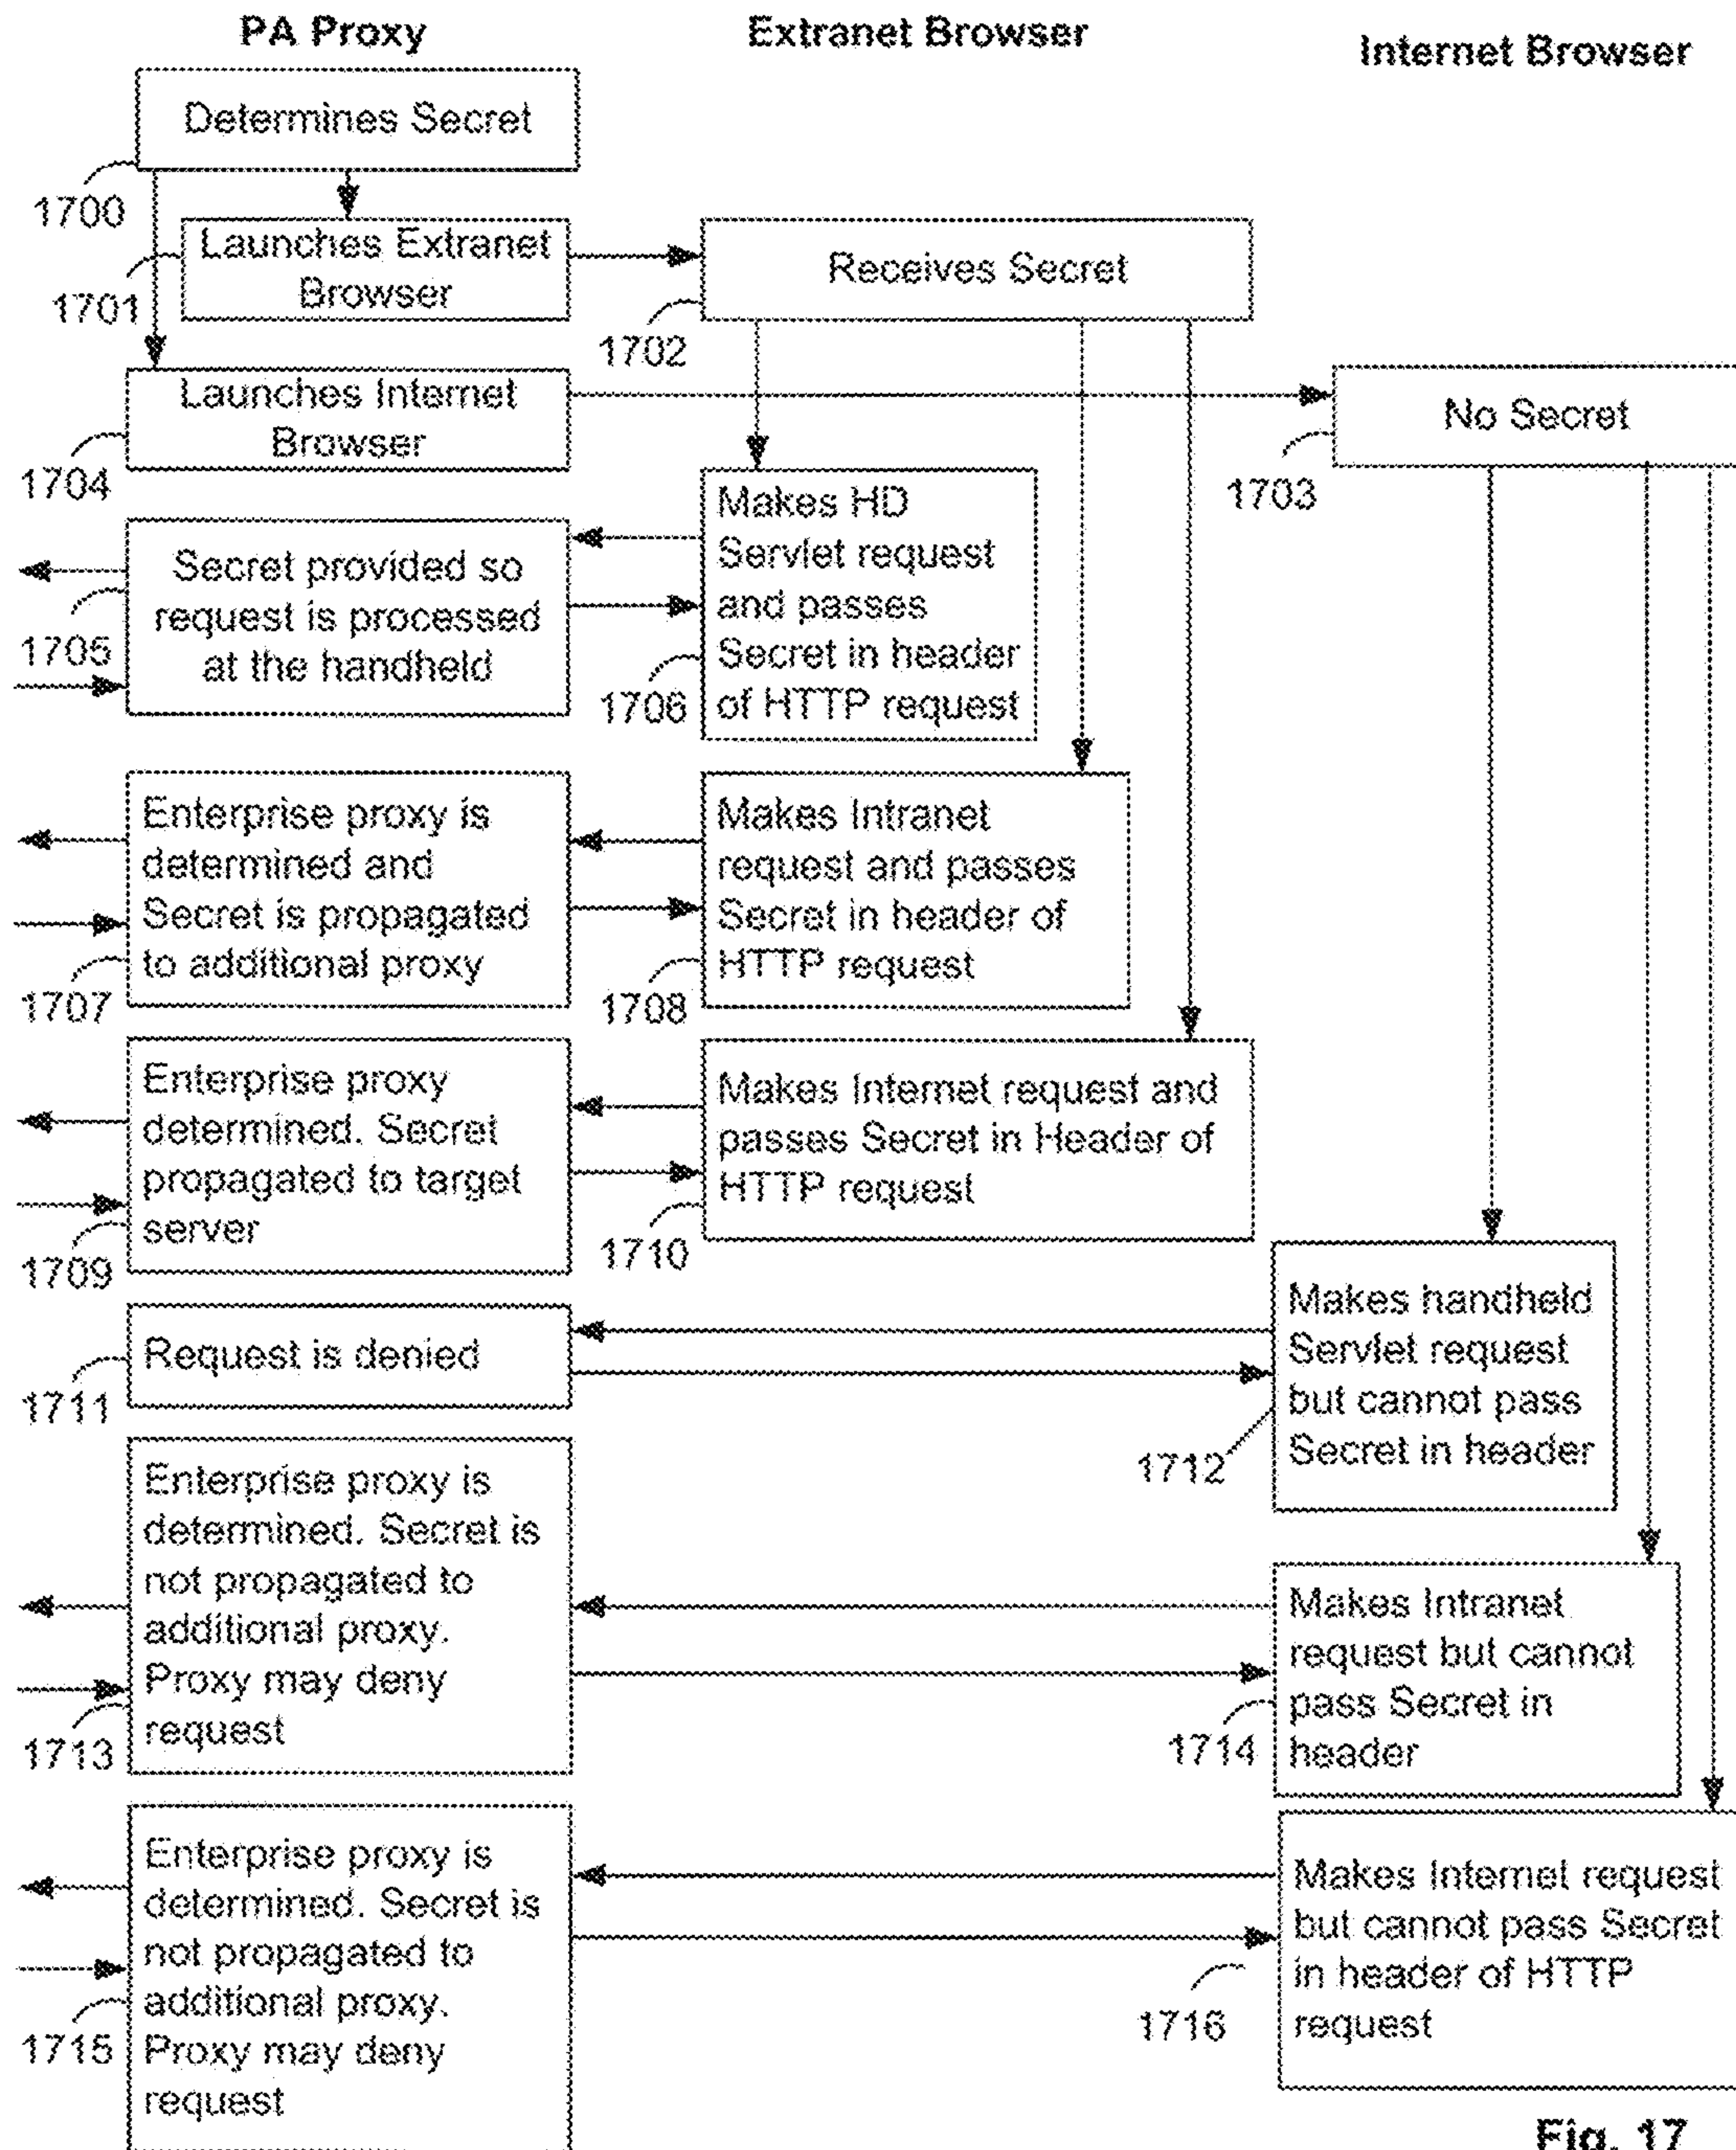 PA Proxy
Extranet Browser
Internet Browser
Determines Secret
1700
Launches Extranet
Browser
1701
Receives Secret
1702
Launches Internet
Browser
1704
No Secret
1703
Makes HD
Servlet request
and passes
Secret in header
of HTTP request
1706
Secret provided so
request is processed
at the handheld
1705
Enterprise proxy is
determined and
Secret is propagated
to additional proxy
1707
Makes Intranet
request and passes
Secret in header of
HTTP request
1708
Enterprise proxy
determined. Secret
propagated to target
server
1709
Makes Internet request and
passes Secret in Header of
HTTP request
1710
Request is denied
1711
Makes handheld
Servlet request
but cannot pass
Secret in header
1712
Enterprise proxy is
determined. Secret is
not propagated to
additional proxy.
Proxy may deny
request
1713
Makes Intranet
request but cannot
pass Secret in
header
1714
Enterprise proxy is
determined. Secret is
not propagated to
additional proxy.
Proxy may deny
request
1715
Makes Internet request
but cannot pass Secret
in header of HTTP
request
1716
Fig. 17